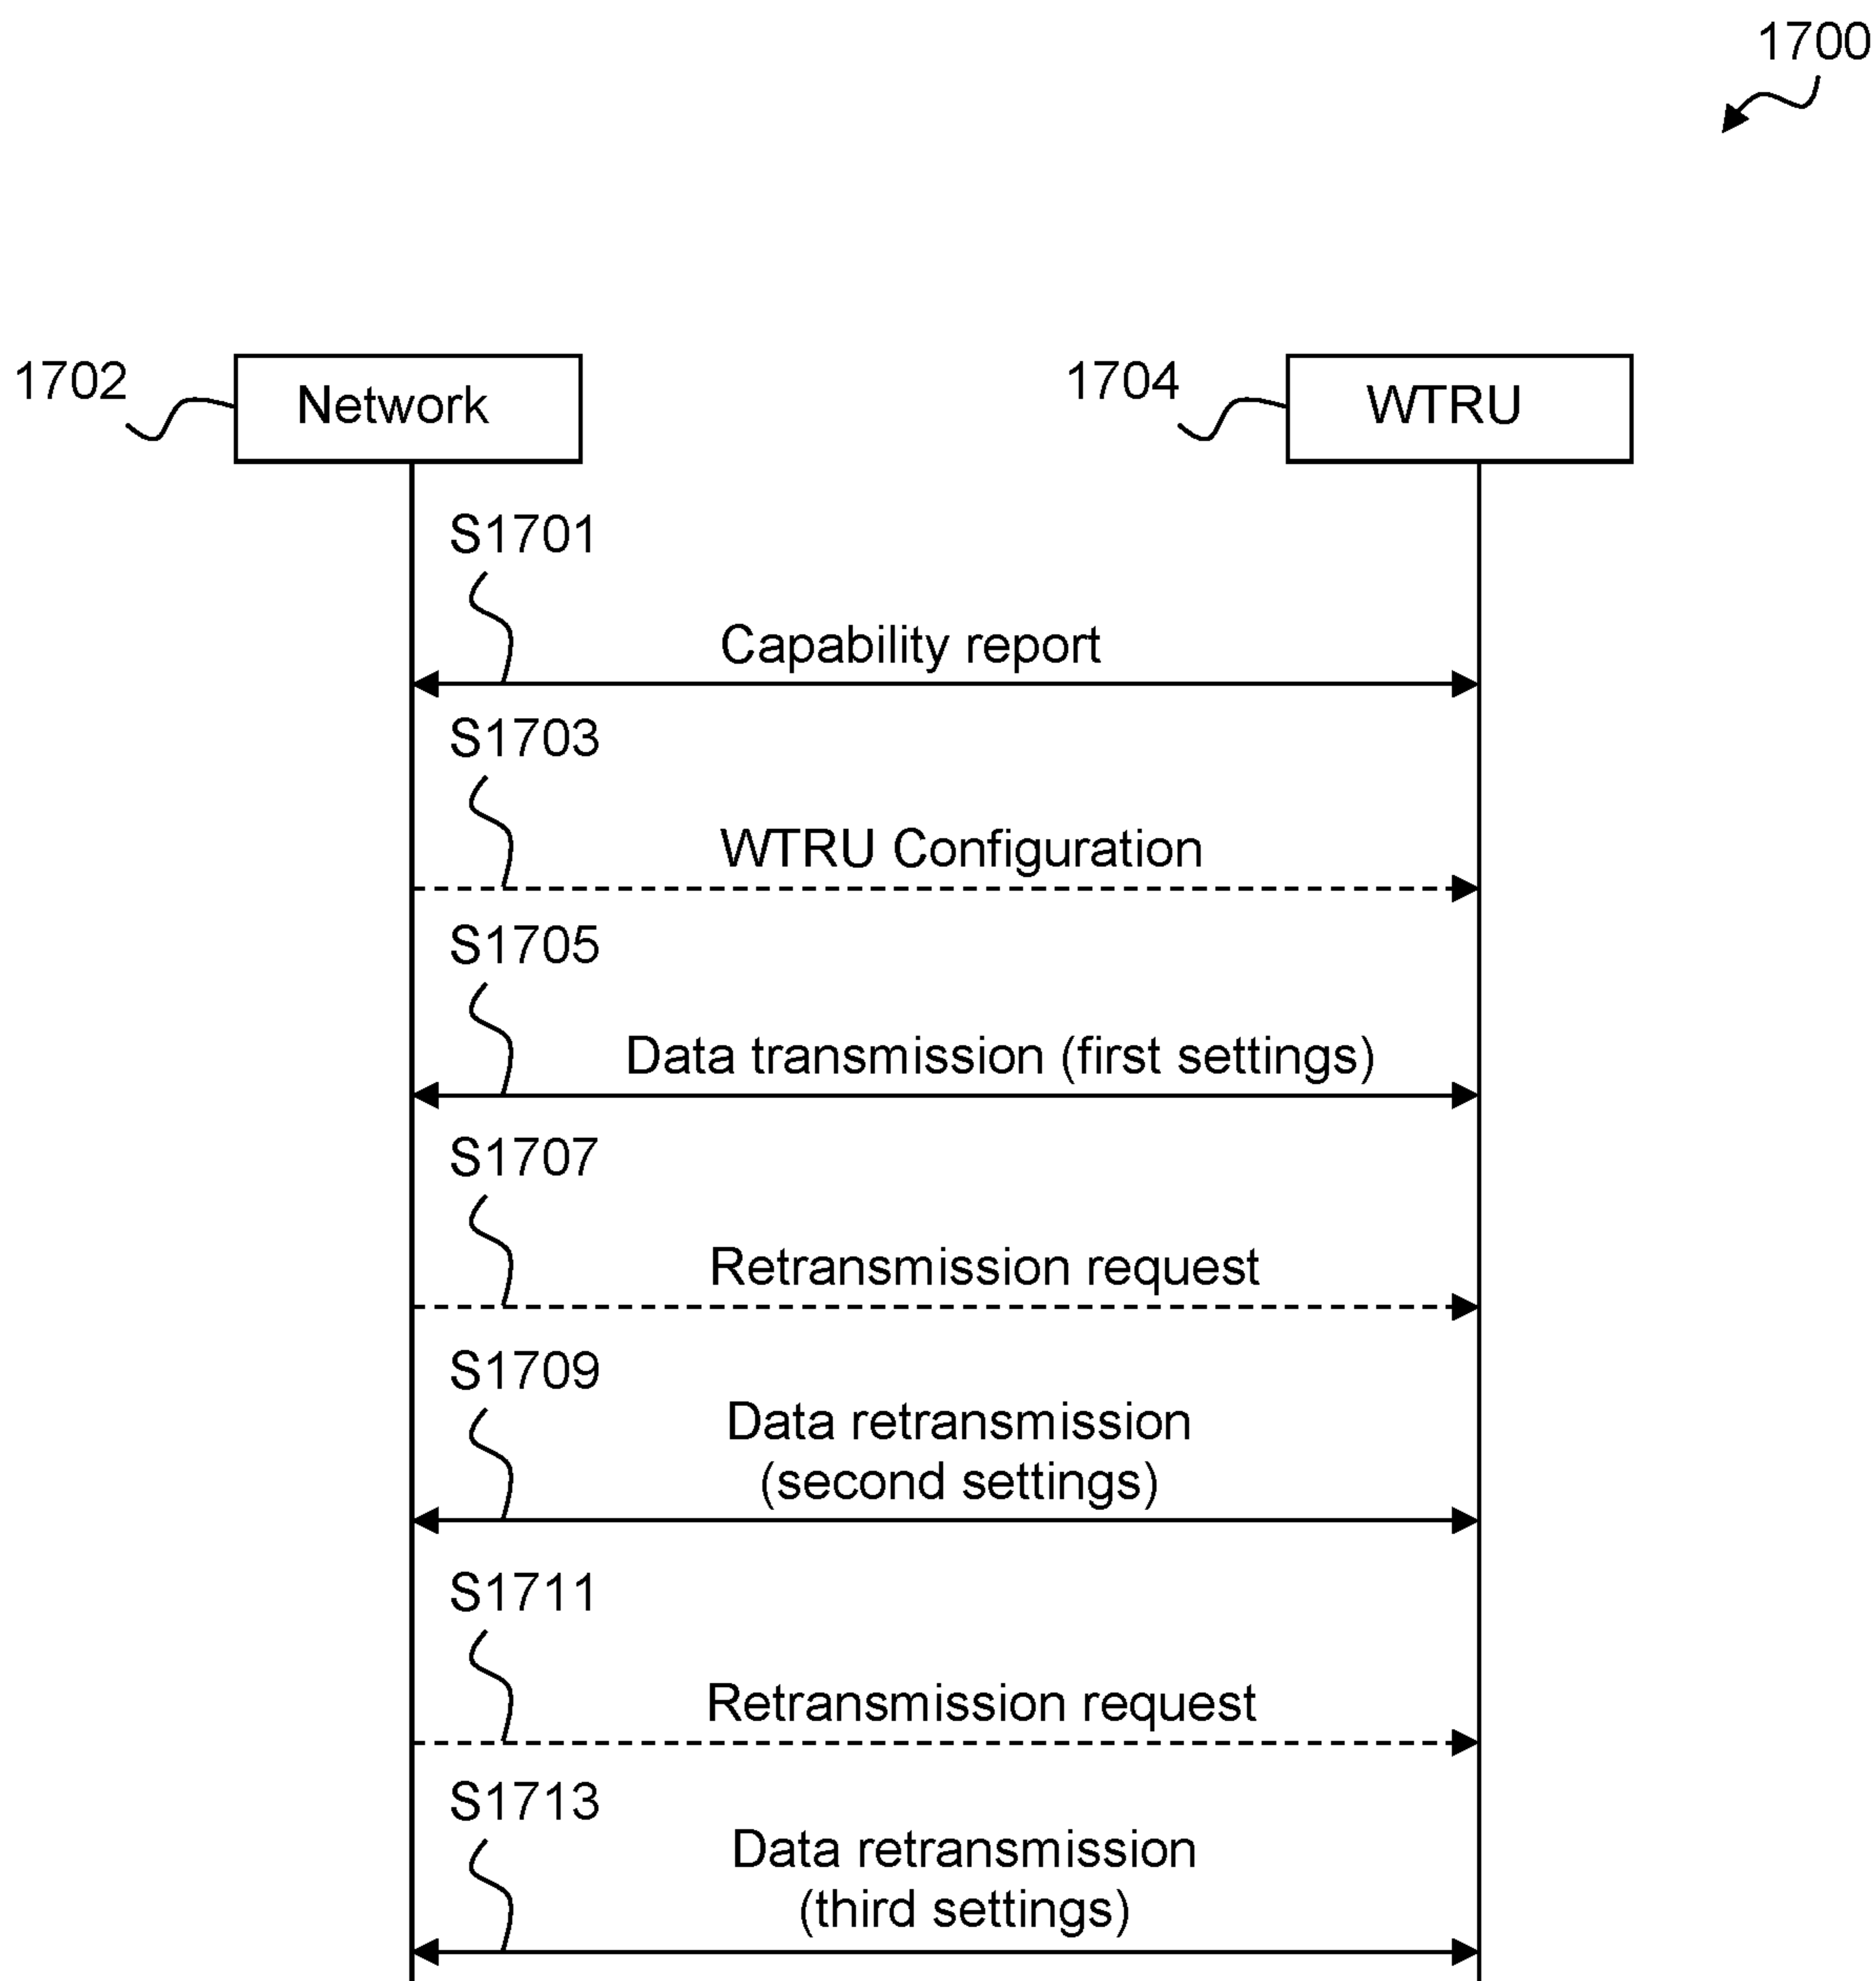 1700
1702
Network
1704
WTRU
S1701
Capability report
S1703
WTRU Configuration
S1705
Data transmission (first settings)
S1707
Retransmission request
S1709
Data retransmission
(second settings)
S1711
Retransmission request
S1713
Data retransmission
(third settings)